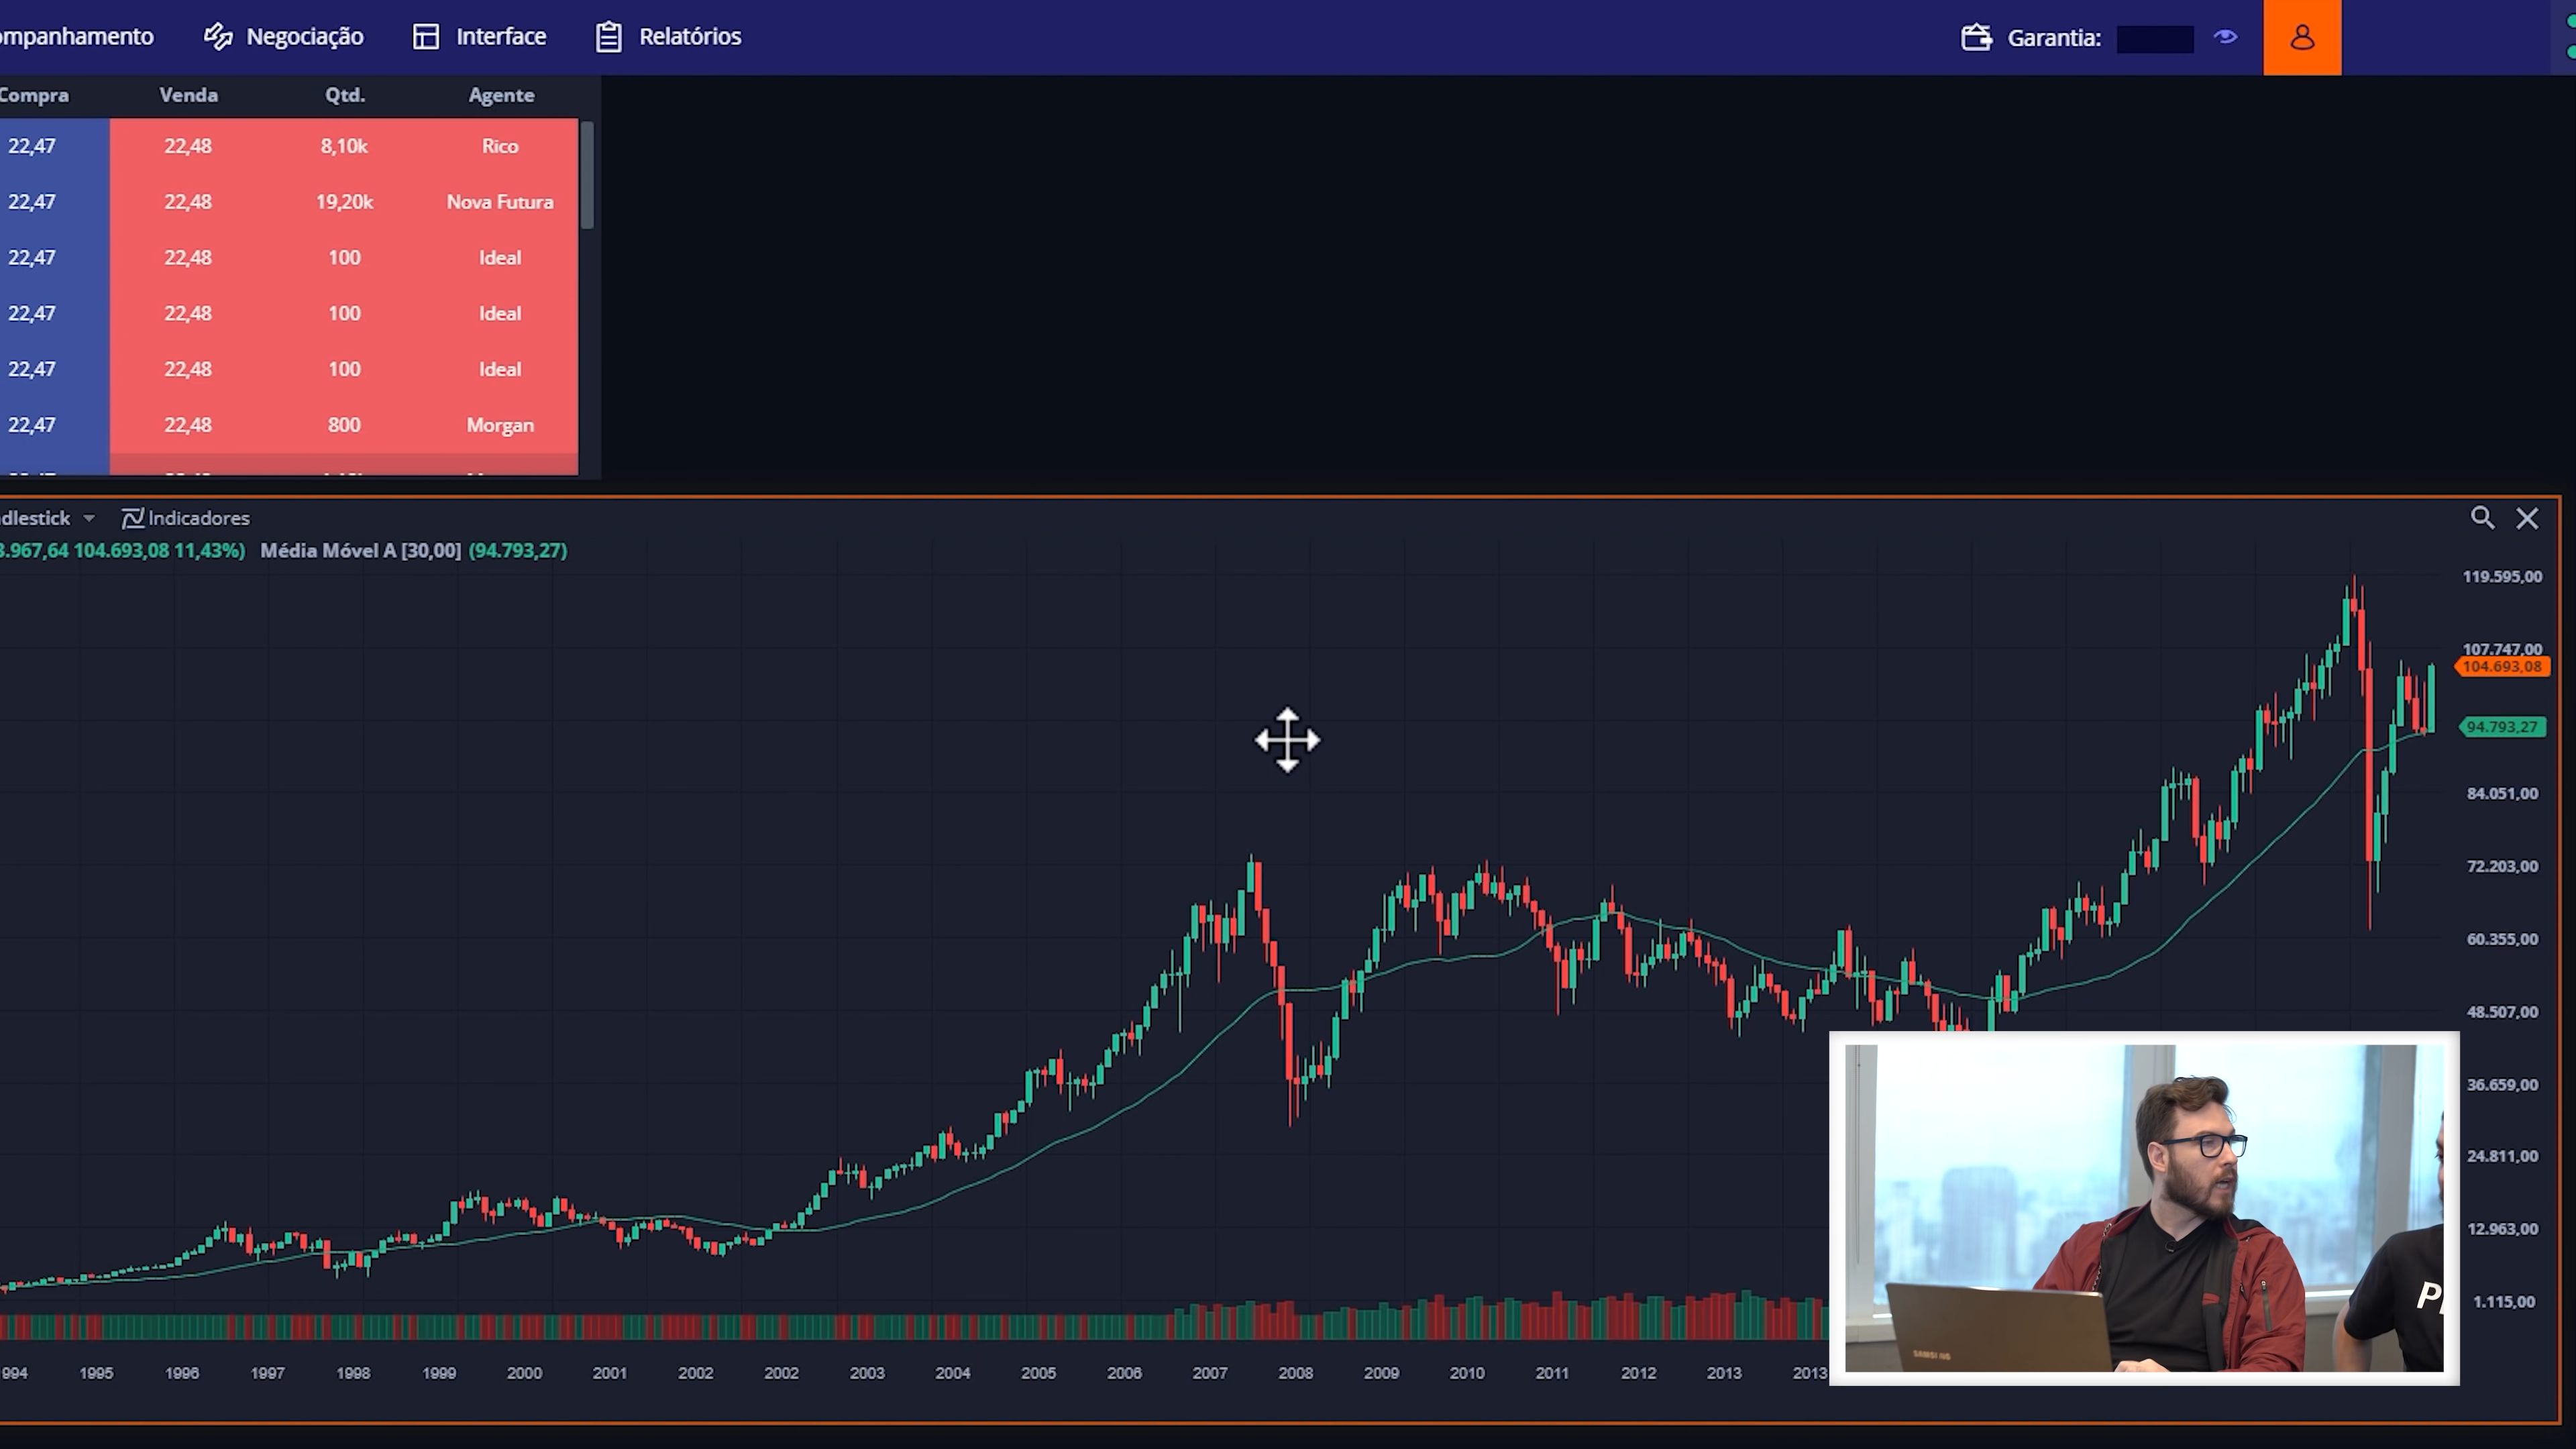 ompanhamento Negociação Interface Relatórios Garantia:
Compra Venda Qtd. Agente
22,47 22,48 8,10k Rico
22,47 22,48 19,20k Nova Futura
22,47 22,48 100 Ideal
22,47 22,48 100 Ideal
22,47 22,48 100 Ideal
22,47 22,48 800 Morgan
dlestick Indicadores
3.967,64 104.693,08 11,43%) Média Móvel A [30,00] (94.793,27)
119.595,00
107.747,00
104.693,08
94.793,27
84.051,00
72.203,00
60.355,00
48.507,00
36.659,00
24.811,00
12.963,00
1.115,00
SAMSUNG
P
994 1995 1996 1997 1998 1999 2000 2001 2002 2002 2003 2004 2005 2006 2007 2008 2009 2010 2011 2012 2013 2013